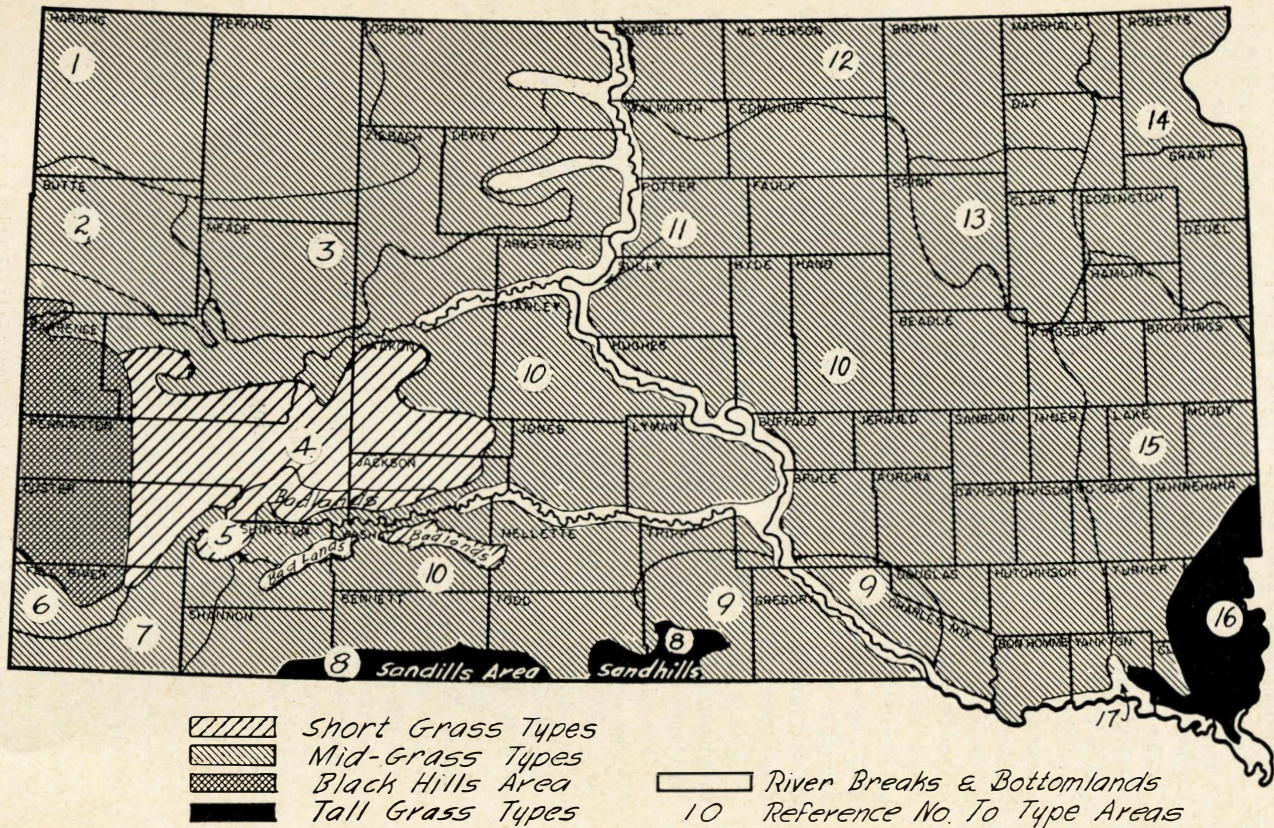 HARDING PERKINS CORSON CAMPBELL MC PHERSON BROWN MARSHALL ROBERTS
1 12
WALWORTH EDMUNDS DAY
14
ZIEBACH DEWEY GRANT
BUTTE POTTER FAULK SPINK CLARK CODINGTON
2 3 11 13
MEADE DEUEL
ARMSTRONG SULLY HYDE HAND HAMLIN
STANLEY
LAWRENCE HAAKON HUGHES BEADLE KINGSBURY BROOKINGS
10 10
PENNINGTON JONES LYMAN BUFFALO JERAULD SANBORN MINER LAKE MOODY
4 15
JACKSON
CUSTER Badlands BRULE AURORA DAVISON HANSON MC COOK MINNEHAHA
5 MELLETTE TRIPP
Bad Lands Badlands
FALL RIVER 10 DOUGLAS HUTCHINSON TURNER
6 7 SHANNON BENNETT TODD 9 GREGORY 9 CHARLES MIX 16
8 BON HOMME YANKTON
8 Sandills Area Sandhills
17
Short Grass Types
Mid-Grass Types
Black Hills Area River Breaks & Bottomlands
Tall Grass Types 10 Reference No. To Type Areas